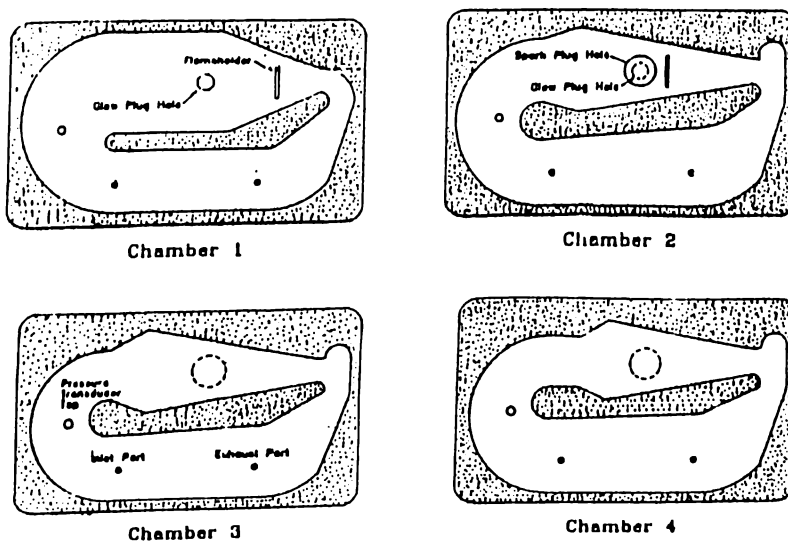 Flameholder
Glow Plug Hole
Chamber 1
Spark Plug Hole
Glow Plug Hole
Chamber 2
Pressure
Transducer
Tap
Inlet Port
Exhaust Port
Chamber 3
Chamber 4